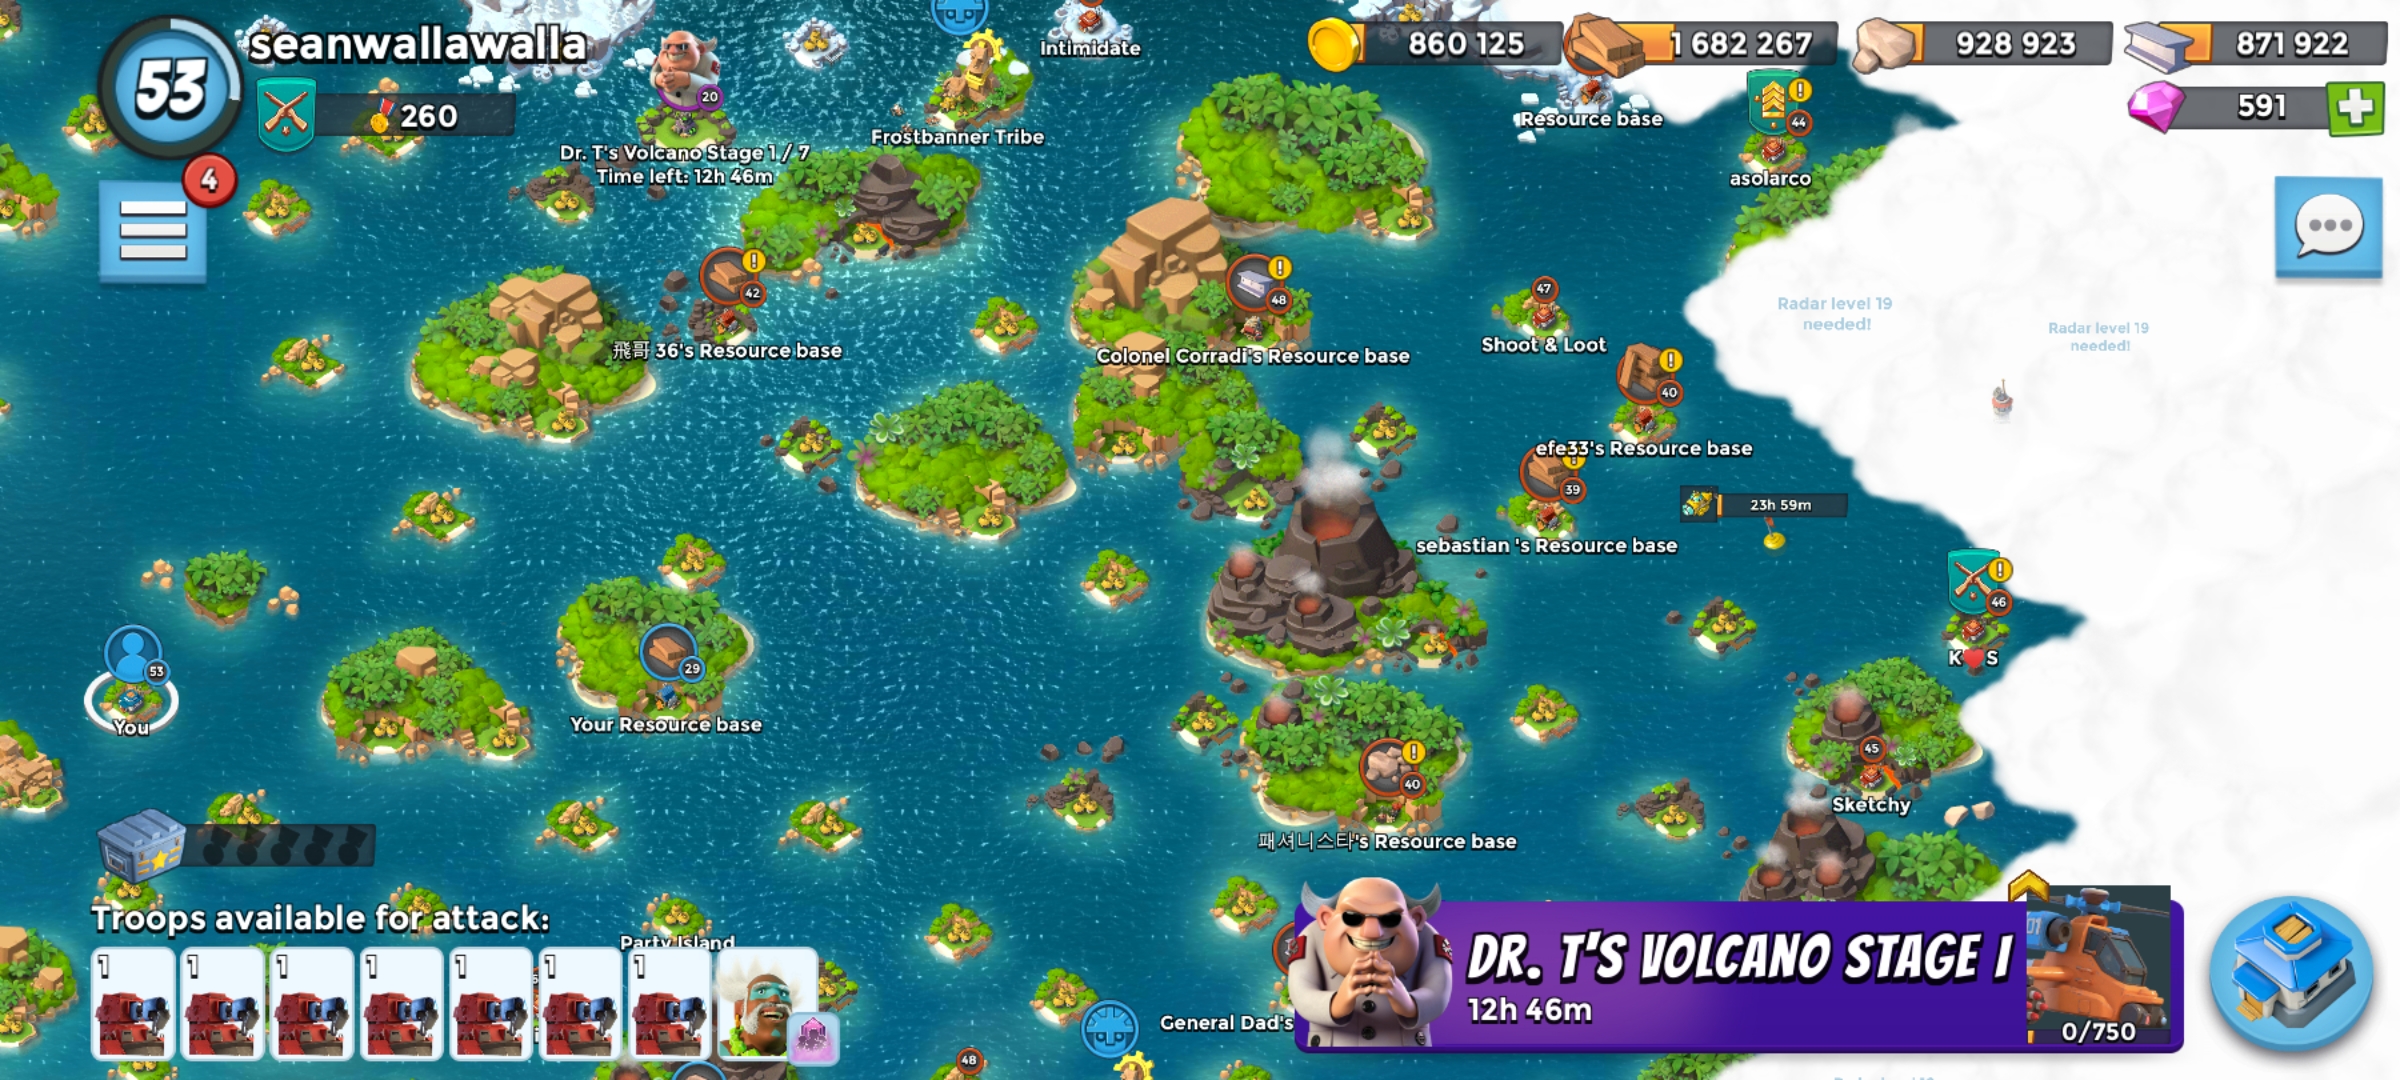 53
seanwallawalla
260
4
20
Dr. T's Volcano Stage 1 / 7
Time left: 12h 46m
Frostbanner Tribe
Intimidate
860 125
1 682 267
928 923
871 922
591
Resource base
44
asolarco
42
飛哥 36's Resource base
48
Colonel Corradi's Resource base
47
Shoot & Loot
Radar level 19
needed!
Radar level 19
needed!
40
efe33's Resource base
39
sebastian 's Resource base
23h 59m
46
K❤️S
53
You
29
Your Resource base
45
Sketchy
40
패셔니스타's Resource base
Troops available for attack:
Party Island
1
1
1
1
1
1
1
48
General Dad's
DR. T'S VOLCANO STAGE 1
12h 46m
0/750